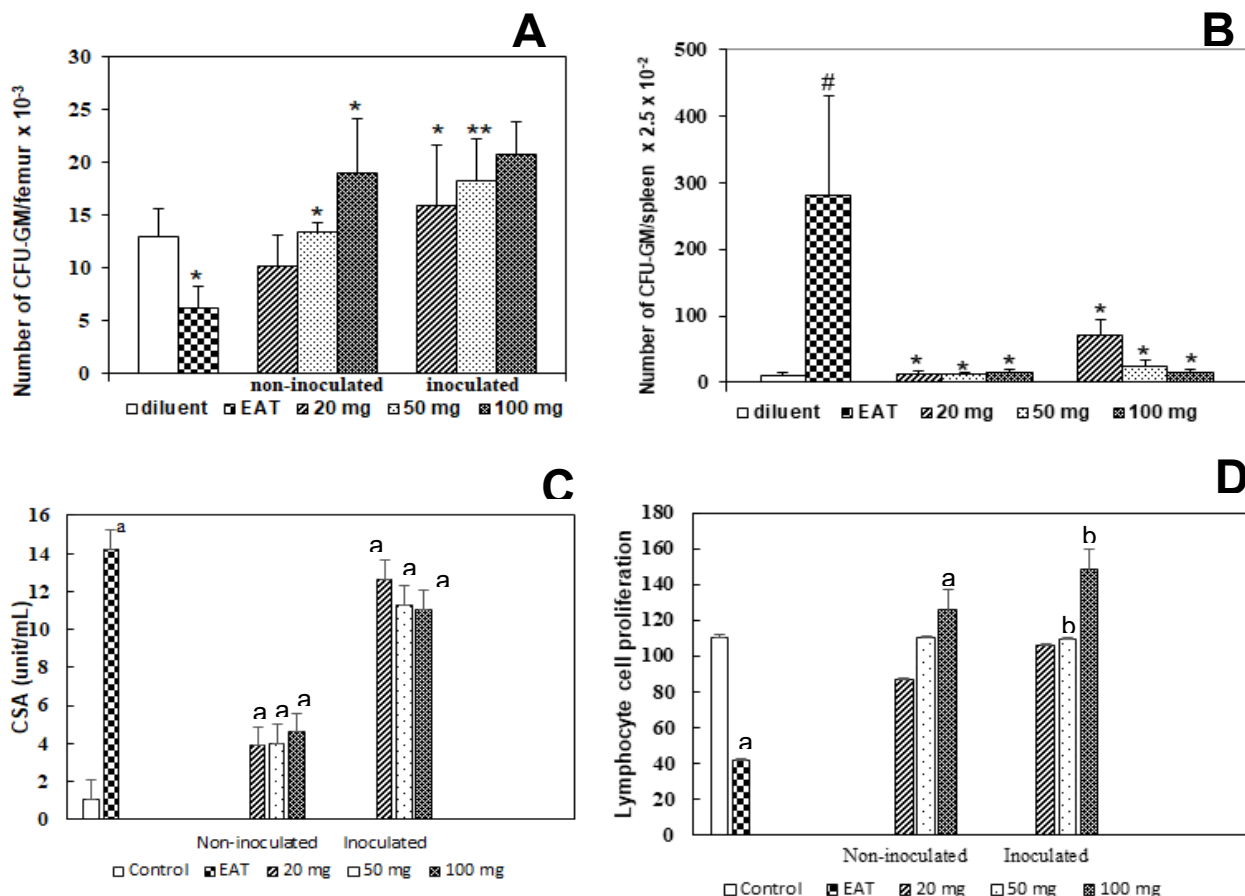 A
Number of CFU-GM/femur x 10-3
30
25
20
15
10
5
0
*
*
*
*
**
non-inoculated inoculated
diluent EAT 20 mg 50 mg 100 mg
B
Number of CFU-GM/spleen x 2.5 x 10-2
500
400
300
200
100
0
#
*
*
*
*
*
*
diluent EAT 20 mg 50 mg 100 mg
C
CSA (unit/mL)
16
14
12
10
8
6
4
2
0
a
a
a
a
a
a
a
Non-inoculated Inoculated
Control EAT 20 mg 50 mg 100 mg
D
Lymphocyte cell proliferation
180
160
140
120
100
80
60
40
20
0
a
a
b
b
Non-inoculated Inoculated
Control EAT 20 mg 50 mg 100 mg